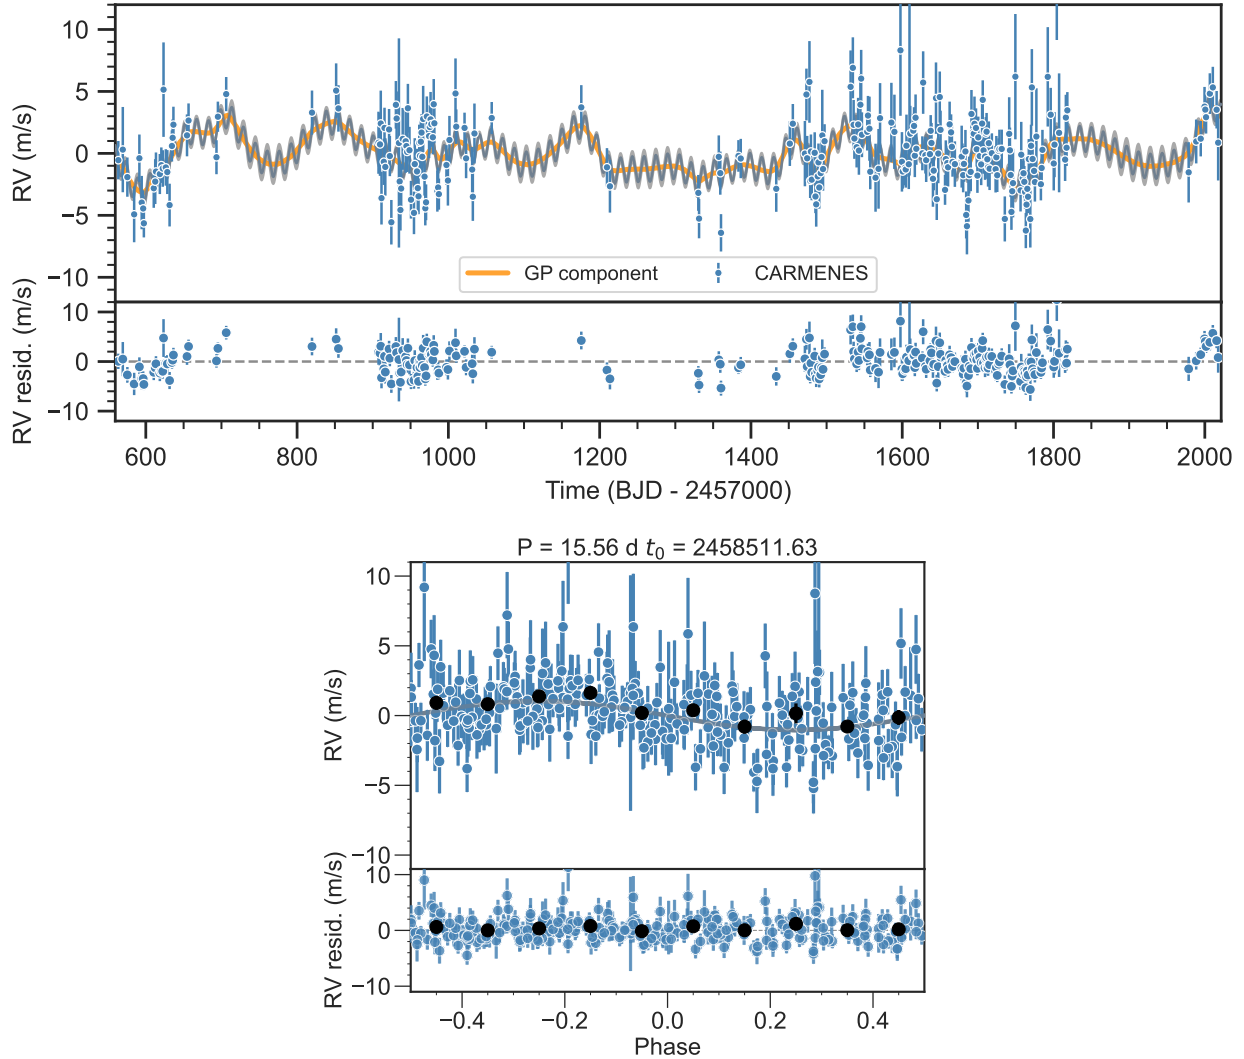 10
5
0
−5
−10
RV (m/s)
GP component
CARMENES
10
0
−10
RV resid. (m/s)
600 800 1000 1200 1400 1600 1800 2000
Time (BJD - 2457000)
P = 15.56 d t₀ = 2458511.63
10
5
0
−5
−10
RV (m/s)
10
0
−10
RV resid. (m/s)
−0.4 −0.2 0.0 0.2 0.4
Phase